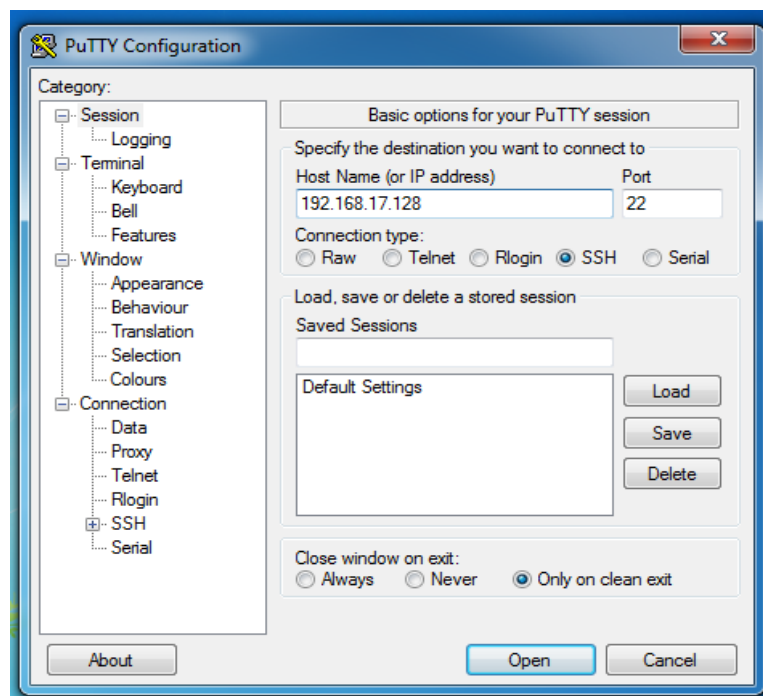 PuTTY Configuration
Category:
Session
Logging
Terminal
Keyboard
Bell
Features
Window
Appearance
Behaviour
Translation
Selection
Colours
Connection
Data
Proxy
Telnet
Rlogin
SSH
Serial
Basic options for your PuTTY session
Specify the destination you want to connect to
Host Name (or IP address) Port
192.168.17.128 22
Connection type:
Raw Telnet Rlogin SSH Serial
Load, save or delete a stored session
Saved Sessions
Default Settings
Load
Save
Delete
Close window on exit:
Always Never Only on clean exit
About Open Cancel